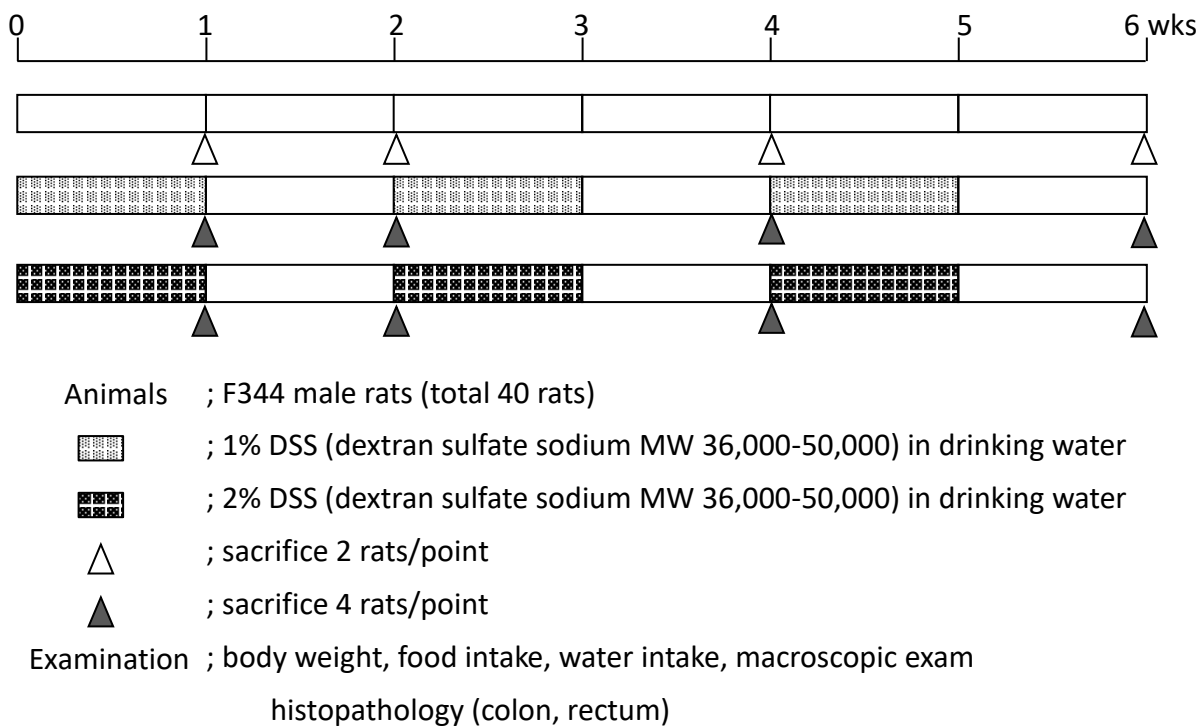 0 1 2 3 4 5 6 wks
Animals ; F344 male rats (total 40 rats)
; 1% DSS (dextran sulfate sodium MW 36,000-50,000) in drinking water
; 2% DSS (dextran sulfate sodium MW 36,000-50,000) in drinking water
; sacrifice 2 rats/point
; sacrifice 4 rats/point
Examination ; body weight, food intake, water intake, macroscopic exam
histopathology (colon, rectum)